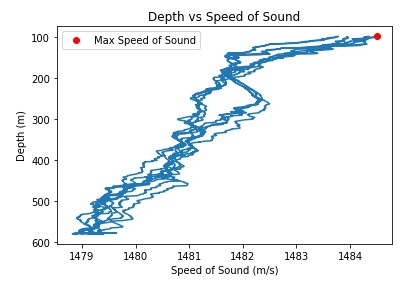 Depth vs Speed of Sound
Max Speed of Sound
100
200
300
400
500
600
Depth (m)
1479 1480 1481 1482 1483 1484
Speed of Sound (m/s)